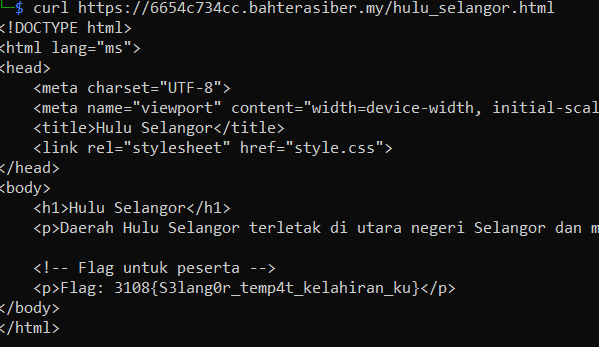 └─$ curl https://6654c734cc.bahterasiber.my/hulu_selangor.html
<!DOCTYPE html>
<html lang="ms">
<head>
    <meta charset="UTF-8">
    <meta name="viewport" content="width=device-width, initial-scal
    <title>Hulu Selangor</title>
    <link rel="stylesheet" href="style.css">
</head>
<body>
    <h1>Hulu Selangor</h1>
    <p>Daerah Hulu Selangor terletak di utara negeri Selangor dan m
    <!-- Flag untuk peserta -->
    <p>Flag: 3108{S3lang0r_temp4t_kelahiran_ku}</p>
</body>
</html>